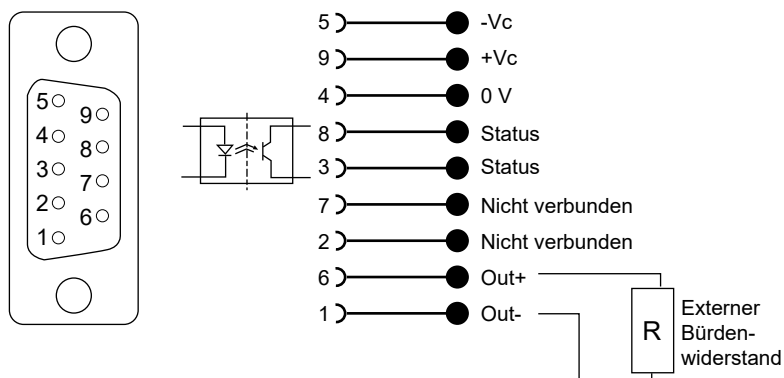 5
9
4
8
3
7
2
6
1
5 -Vc
9 +Vc
4 0 V
8 Status
3 Status
7 Nicht verbunden
2 Nicht verbunden
6 Out+
1 Out-
R
Externer
Bürden-
widerstand